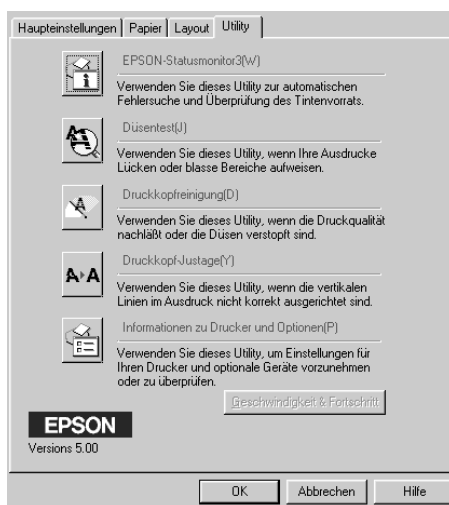 Haupteinstellungen Papier Layout Utility
EPSON-Statusmonitor3(W)
Verwenden Sie dieses Utility zur automatischen
Fehlersuche und Überprüfung des Tintenvorrats.
Düsentest(J)
Verwenden Sie dieses Utility, wenn Ihre Ausdrucke
Lücken oder blasse Bereiche aufweisen.
Druckkopfreinigung(D)
Verwenden Sie dieses Utility, wenn die Druckqualität
nachläßt oder die Düsen verstopft sind.
Druckkopf-Justage(Y)
Verwenden Sie dieses Utility, wenn die vertikalen
Linien im Ausdruck nicht korrekt ausgerichtet sind.
Informationen zu Drucker und Optionen(P)
Verwenden Sie dieses Utility, um Einstellungen für
Ihren Drucker und optionale Geräte vorzunehmen
oder zu überprüfen.
Geschwindigkeit & Fortschritt
EPSON
Versions 5.00
OK Abbrechen Hilfe